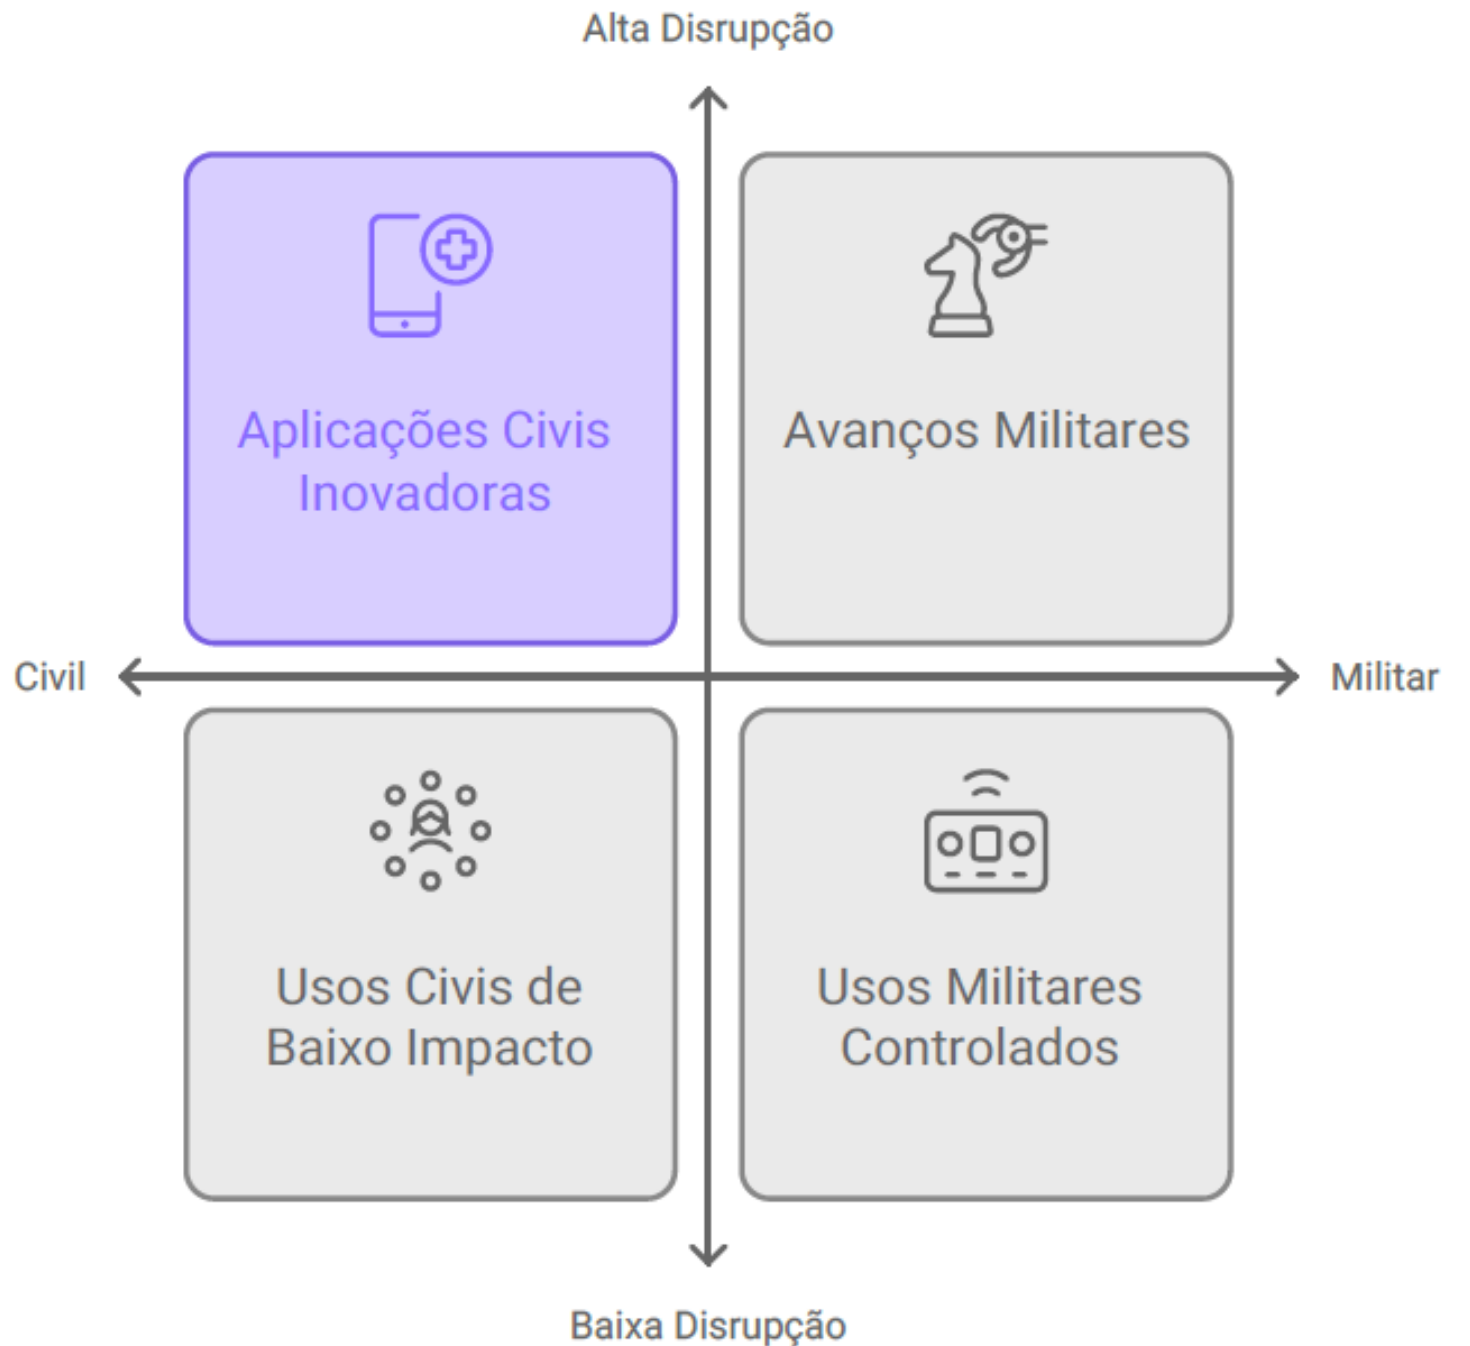 Alta Disrupção
Aplicações Civis
Inovadoras
Avanços Militares
Civil
Militar
Usos Civis de
Baixo Impacto
Usos Militares
Controlados
Baixa Disrupção